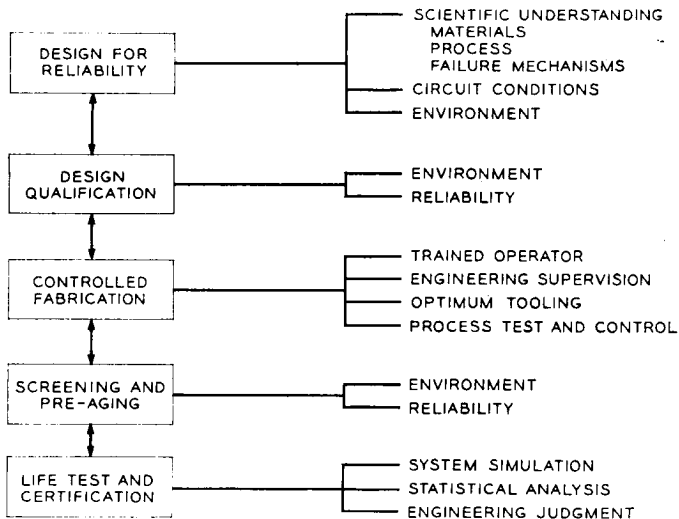 DESIGN FOR
RELIABILITY
SCIENTIFIC UNDERSTANDING
MATERIALS
PROCESS
FAILURE MECHANISMS
CIRCUIT CONDITIONS
ENVIRONMENT
DESIGN
QUALIFICATION
ENVIRONMENT
RELIABILITY
CONTROLLED
FABRICATION
TRAINED OPERATOR
ENGINEERING SUPERVISION
OPTIMUM TOOLING
PROCESS TEST AND CONTROL
SCREENING AND
PRE-AGING
ENVIRONMENT
RELIABILITY
LIFE TEST AND
CERTIFICATION
SYSTEM SIMULATION
STATISTICAL ANALYSIS
ENGINEERING JUDGMENT